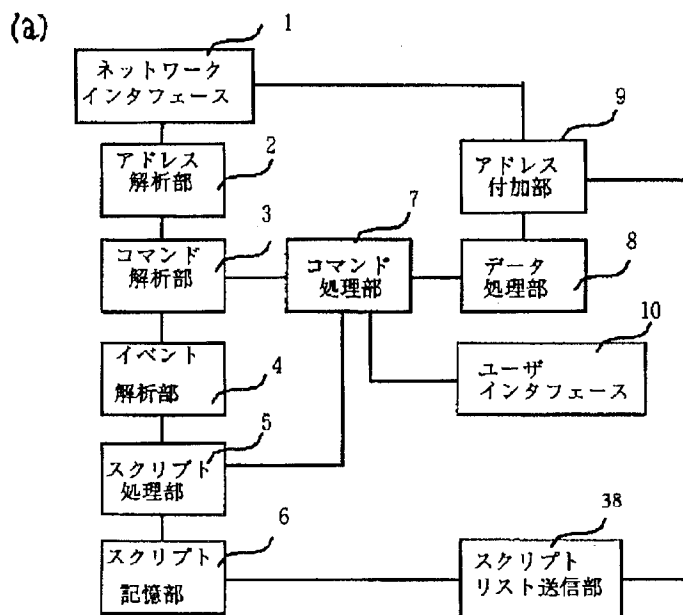 (a)
1
ネットワーク
インタフェース
9
2
アドレス
解析部
アドレス
付加部
3
7
コマンド
解析部
コマンド
処理部
データ
処理部
8
10
イベント
解析部
4
ユーザ
インタフェース
5
スクリプト
処理部
6
38
スクリプト
記憶部
スクリプト
リスト送信部